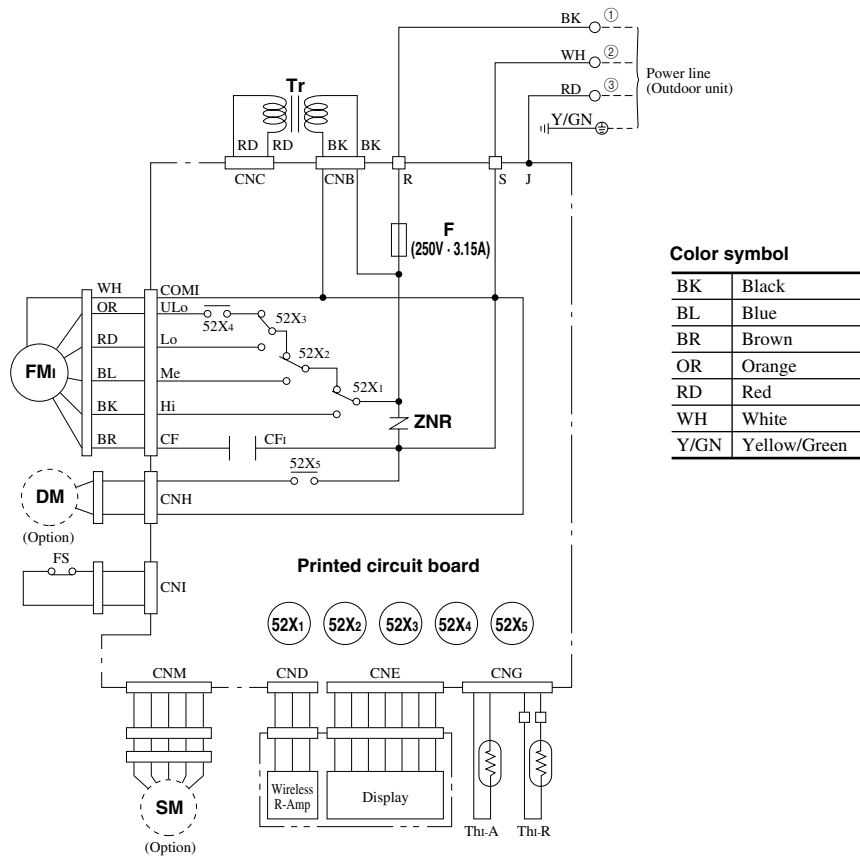 BK ①
WH ②
RD ③
Y/GN
Power line
(Outdoor unit)
Tr
RD RD BK BK
CNC CNB R S J
F
(250V · 3.15A)
WH COMI
OR ULo
52X4 52X3
RD Lo
52X2
FMI
BL Me
52X1
BK Hi
ZNR
BR CF CFI
52X5
DM
CNH
(Option)
FS
CNI
Printed circuit board
52X1 52X2 52X3 52X4 52X5
CNM CND CNE CNG
Wireless
R-Amp
Display
SM
(Option)
ThI-A ThI-R
Color symbol
BK Black
BL Blue
BR Brown
OR Orange
RD Red
WH White
Y/GN Yellow/Green